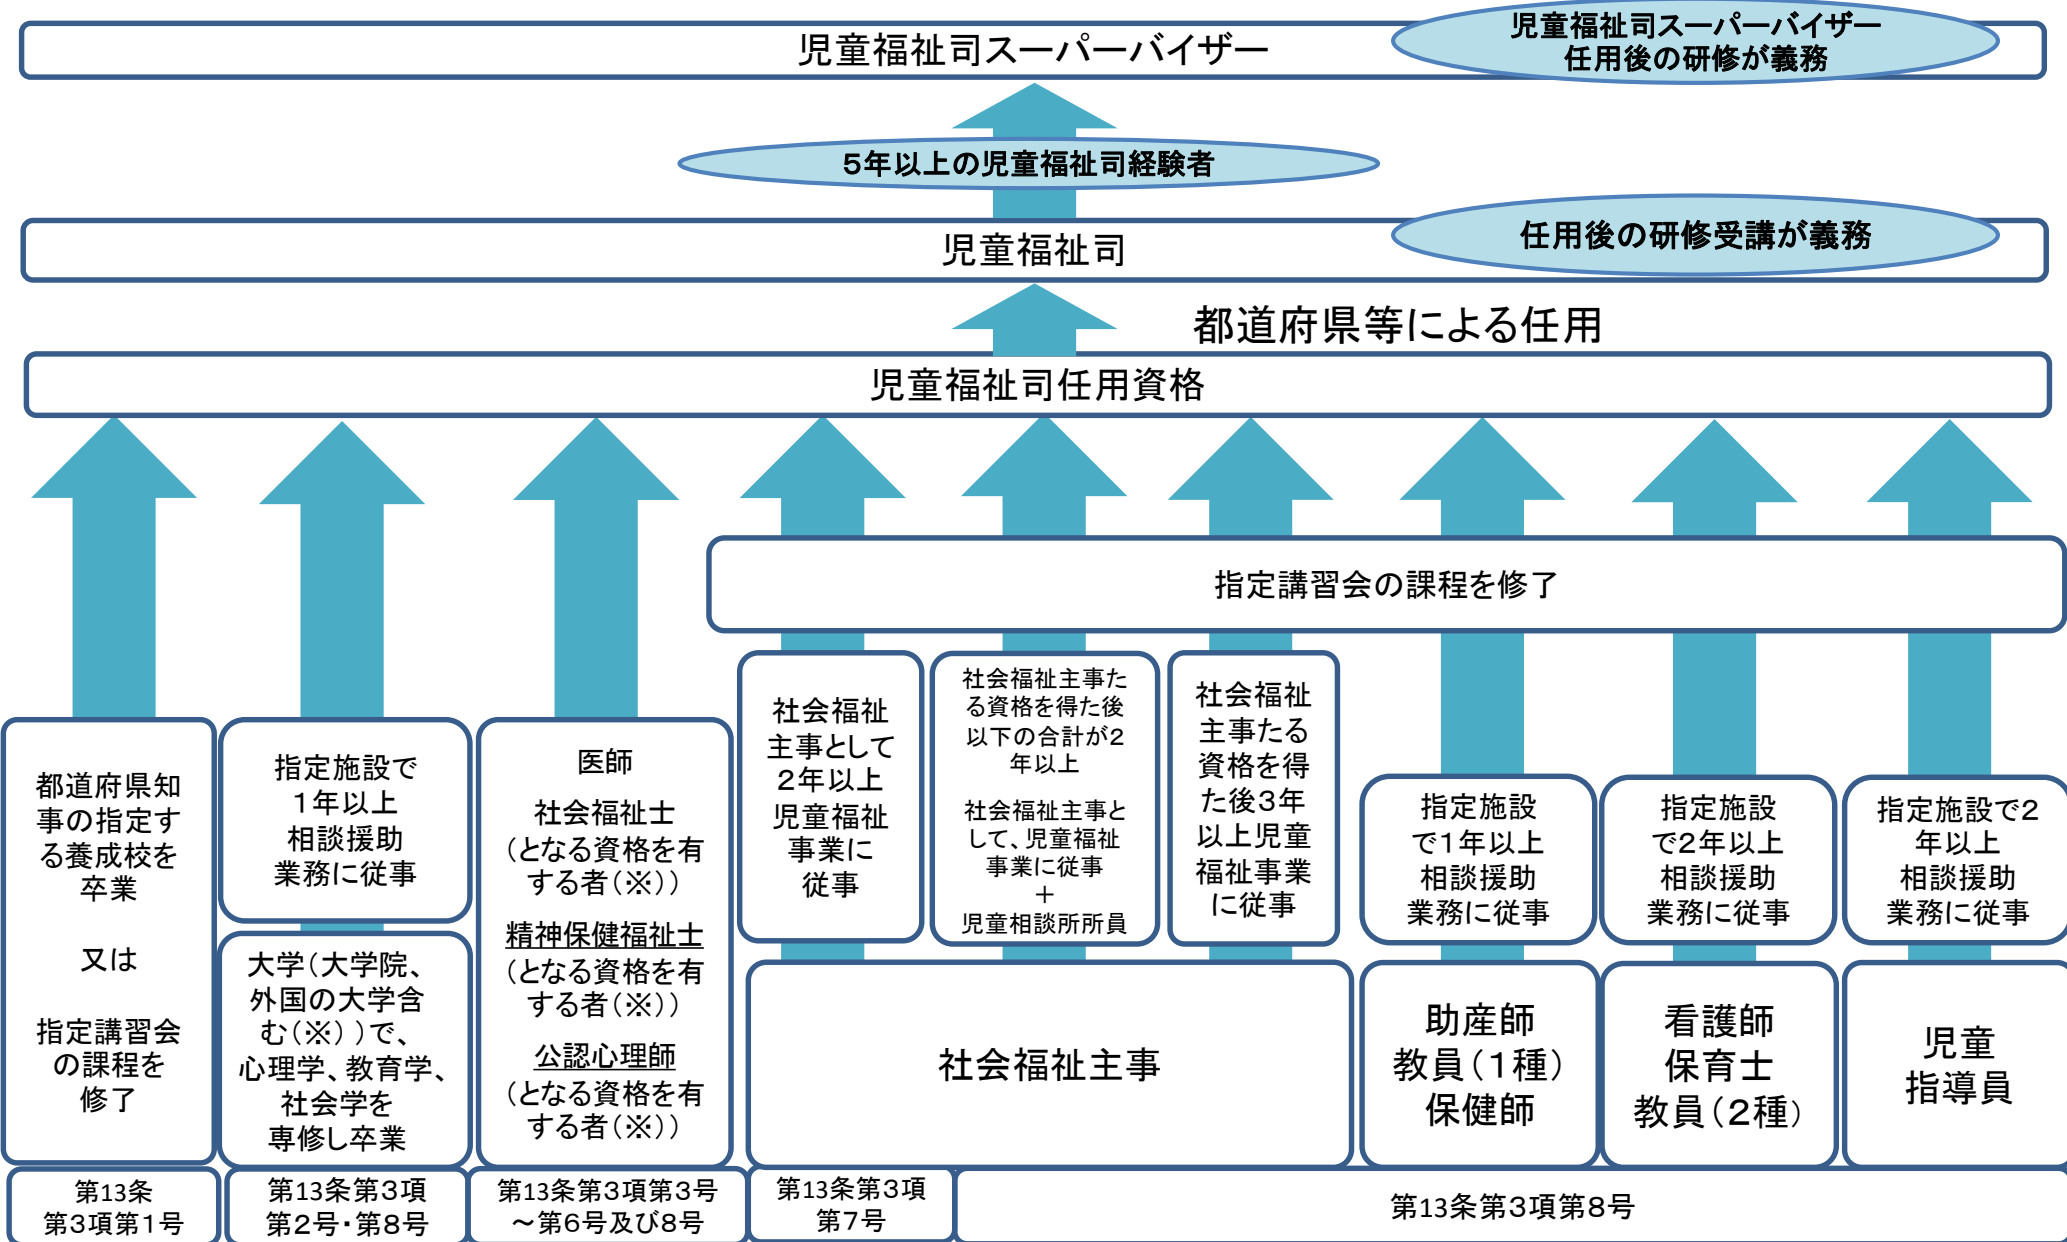 児童福祉司スーパーバイザー
児童福祉司スーパーバイザー
任用後の研修が義務
5年以上の児童福祉司経験者
児童福祉司
任用後の研修受講が義務
都道府県等による任用
児童福祉司任用資格
指定講習会の課程を修了
都道府県知
事の指定す
る養成校を
卒業
又は
指定講習会
の課程を
修了
指定施設で
1年以上
相談援助
業務に従事
大学(大学院、
外国の大学含
む(※))で、
心理学、教育学、
社会学を
専修し卒業
医師
社会福祉士
(となる資格を有
する者(※))
精神保健福祉士
(となる資格を有
する者(※))
公認心理師
(となる資格を有
する者(※))
社会福祉
主事として
2年以上
児童福祉
事業に
従事
社会福祉主事た
る資格を得た後
以下の合計が2
年以上
社会福祉主事と
して、児童福祉
事業に従事
+
児童相談所所員
社会福祉
主事たる
資格を得
た後3年
以上児童
福祉事業
に従事
社会福祉主事
指定施設
で1年以上
相談援助
業務に従事
助産師
教員(1種)
保健師
指定施設
で2年以上
相談援助
業務に従事
看護師
保育士
教員(2種)
指定施設で2
年以上
相談援助
業務に従事
児童
指導員
第13条
第3項第1号
第13条第3項
第2号・第8号
第13条第3項第3号
～第6号及び8号
第13条第3項
第7号
第13条第3項第8号